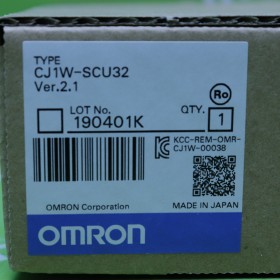 TYPE
CJ1W-SCU32
Ver.2.1
Ro
LOT No.
QTY.
190401K
1
KCC-REM-OMR-
CJ1W-00038
OMRON Corporation
MADE IN JAPAN
OMRON